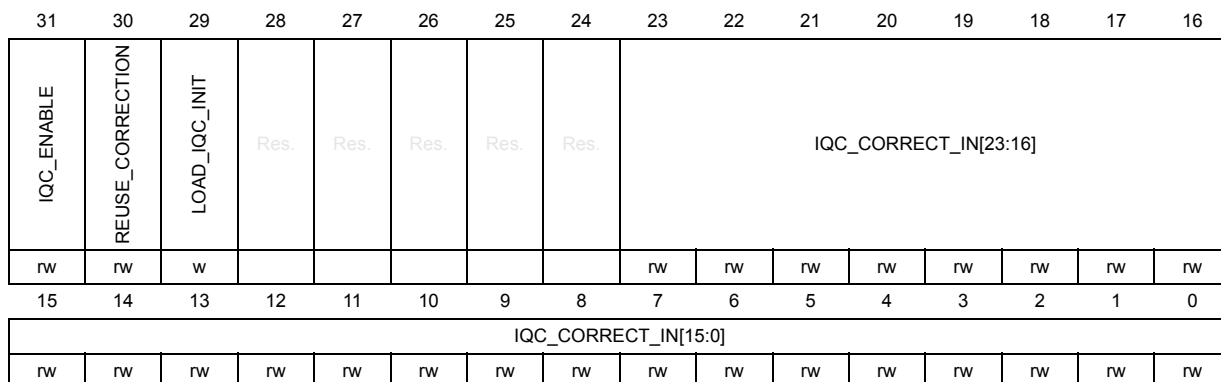 31 30 29 28 27 26 25 24 23 22 21 20 19 18 17 16
IQC_ENABLE REUSE_CORRECTION LOAD_IQC_INIT Res. Res. Res. Res. Res. IQC_CORRECT_IN[23:16]
rw rw w rw rw rw rw rw rw rw rw
15 14 13 12 11 10 9 8 7 6 5 4 3 2 1 0
IQC_CORRECT_IN[15:0]
rw rw rw rw rw rw rw rw rw rw rw rw rw rw rw rw